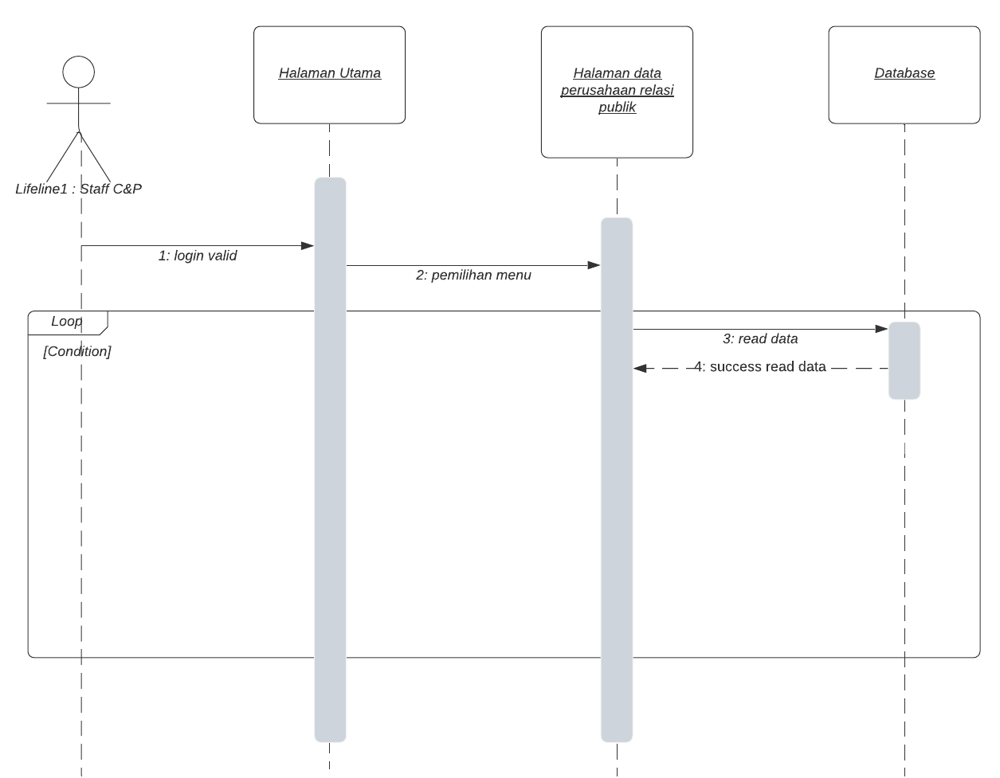 Halaman Utama
Halaman data
perusahaan relasi
publik
Database
Lifeline1 : Staff C&P
1: login valid
2: pemilihan menu
Loop
3: read data
[Condition]
4: success read data